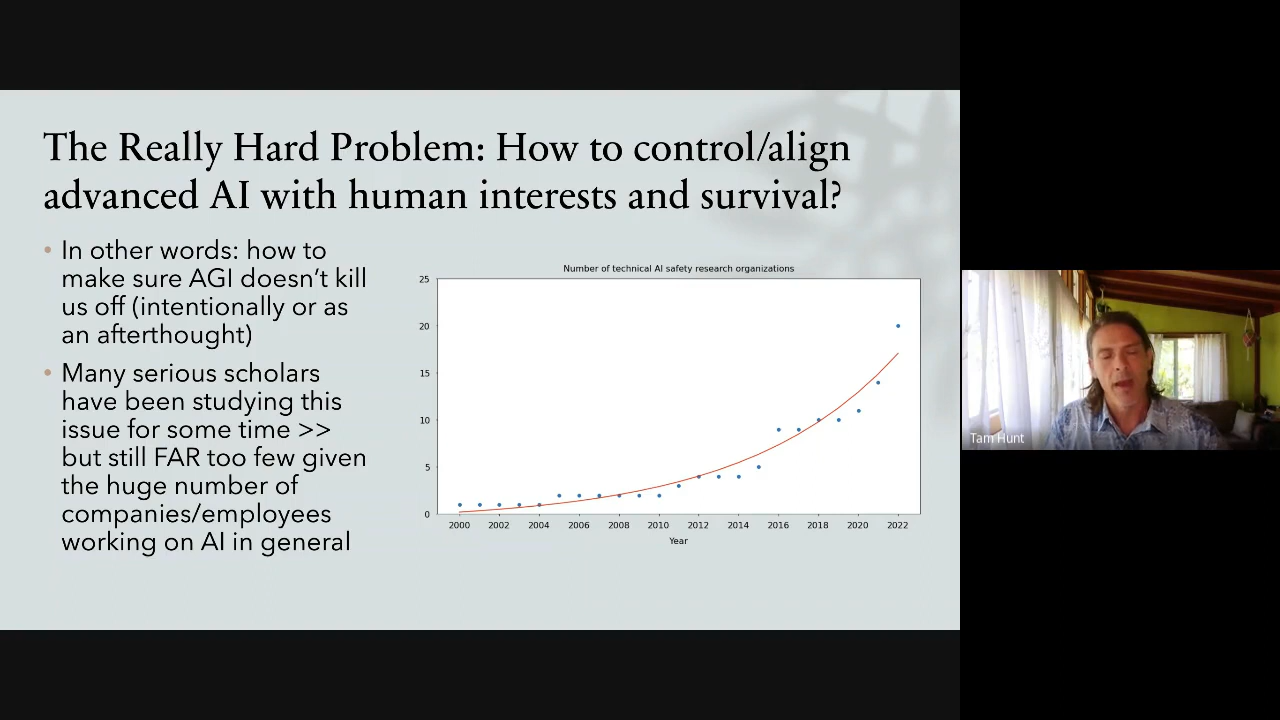 The Really Hard Problem: How to control/align
advanced AI with human interests and survival?
• In other words: how to
make sure AGI doesn’t kill
us off (intentionally or as
an afterthought)
• Many serious scholars
have been studying this
issue for some time >>
but still FAR too few given
the huge number of
companies/employees
working on AI in general
Number of technical AI safety research organizations
25
20
15
10
5
0
2000 2002 2004 2006 2008 2010 2012 2014 2016 2018 2020 2022
Year
Tam Hunt